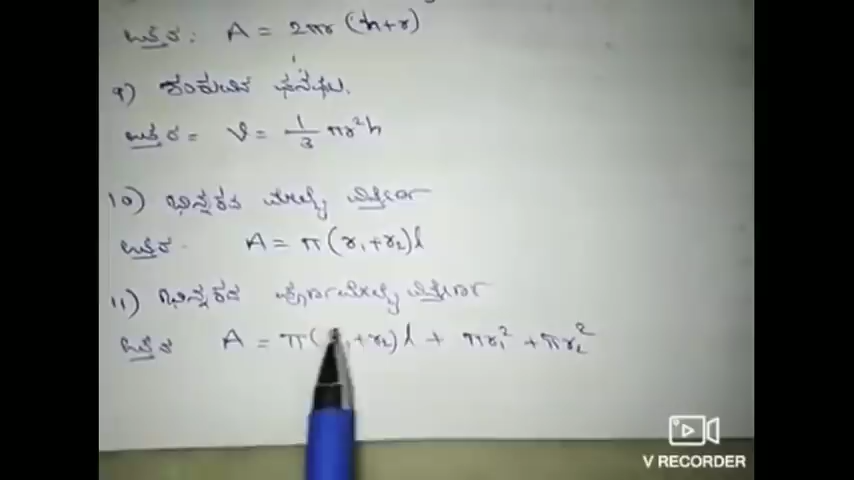 ಉತ್ತರ: A = 2πr (h+r)
9) ಶಂಕುವಿನ ಘನಫಲ.
ಉತ್ತರ = V = 1/3 πr²h
10) ಭಿನ್ನಕದ ಮೇಲ್ಮೈ ವಿಸ್ತೀರ್ಣ
ಉತ್ತರ A = π(r₁+r₂)l
11) ಭಿನ್ನಕದ ಪೂರ್ಣಮೇಲ್ಮೈ ವಿಸ್ತೀರ್ಣ
ಉತ್ತರ A = π(r₁+r₂)l + πr₁² + πr₂²
V RECORDER